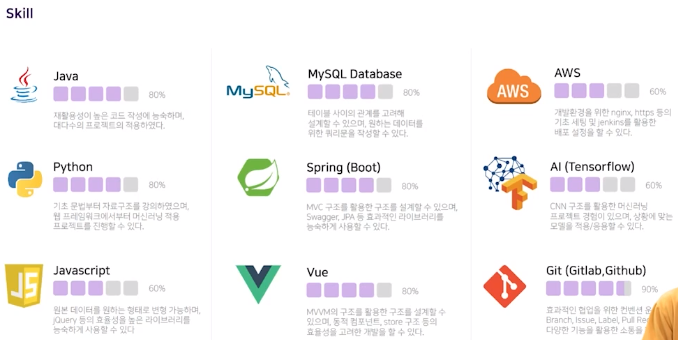 Skill
Java
80%
재활용성이 높은 코드 작성에 능숙하며,
대다수의 프로젝트의 적용하였다.
MySQL
MySQL Database
80%
테이블 사이의 관계를 고려해
설계할 수 있으며, 원하는 데이터를
위한 쿼리문을 작성할 수 있다.
AWS
AWS
60%
개발환경을 위한 nginx, https 등의
기초 세팅 및 jenkins를 활용한
배포 설정을 할 수 있다.
Python
80%
기초 문법부터 자료구조를 강의하였으며,
웹 프레임워크에서부터 머신러닝 적용
프로젝트를 진행할 수 있다.
Spring (Boot)
80%
MVC 구조를 활용한 구조를 설계할 수 있으며,
Swagger, JPA 등 효과적인 라이브러리를
능숙하게 사용할 수 있다.
AI (Tensorflow)
60%
CNN 구조를 활용한 머신러닝
프로젝트 경험이 있으며, 상황에 맞는
모델을 적용/응용할 수 있다.
JS
Javascript
60%
원본 데이터를 원하는 형태로 변형 가능하며,
jQuery 등의 효율성을 높은 라이브러리를
능숙하게 사용할 수 있다
Vue
80%
MVVM의 구조를 활용한 구조를 설계할 수
있으며, 동적 컴포넌트, store 구조 등의
효율성을 고려한 개발을 할 수 있다.
Git (Gitlab,Github)
90%
효과적인 협업을 위한 컨벤션
Branch, Issue, Label, Pull
다양한 기능을 활용한 소통을